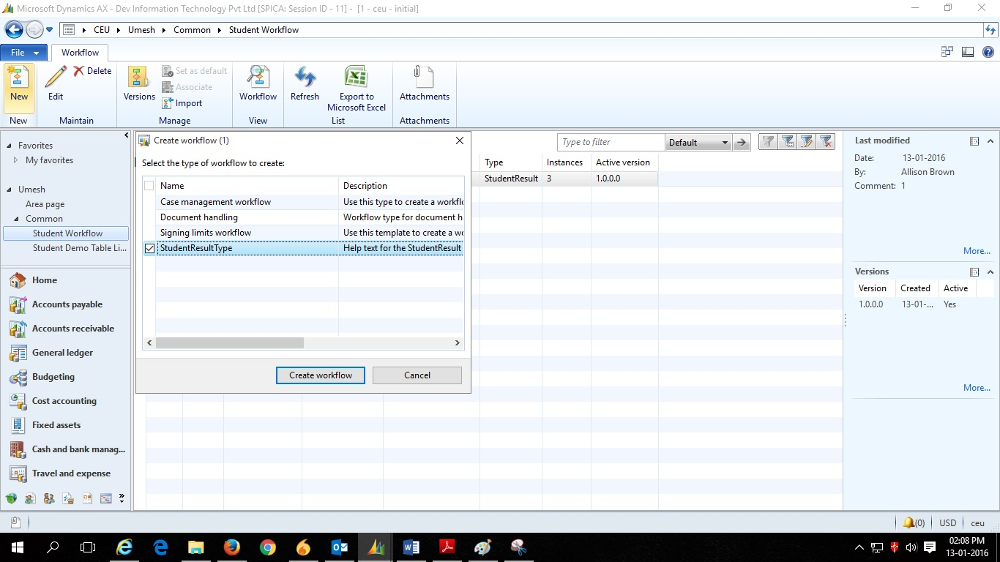 Microsoft Dynamics AX - Dev Information Technology Pvt Ltd [SPICA: Session ID - 11] - [1 - ceu - initial]
CEU Umesh Common Student Workflow
File Workflow
New Edit Delete Versions Set as default Associate Import Workflow Refresh Export to Microsoft Excel Attachments
New Maintain Manage View List Attachments
Favorites
My favorites
Umesh
Area page
Common
Student Workflow
Student Demo Table Li...
Home
Accounts payable
Accounts receivable
General ledger
Budgeting
Cost accounting
Fixed assets
Cash and bank manag...
Travel and expense
Create workflow (1)
Select the type of workflow to create:
Name Description
Case management workflow Use this type to create a workflo
Document handling Workflow type for document h
Signing limits workflow Use this template to create a wo
StudentResultType Help text for the StudentResult
Create workflow Cancel
Type to filter Default
Type Instances Active version
StudentResult 3 1.0.0.0
Last modified
Date: 13-01-2016
By: Allison Brown
Comment: 1
More...
Versions
Version Created Active
1.0.0.0 13-01-... Yes
More...
(0) USD ceu
02:08 PM
13-01-2016